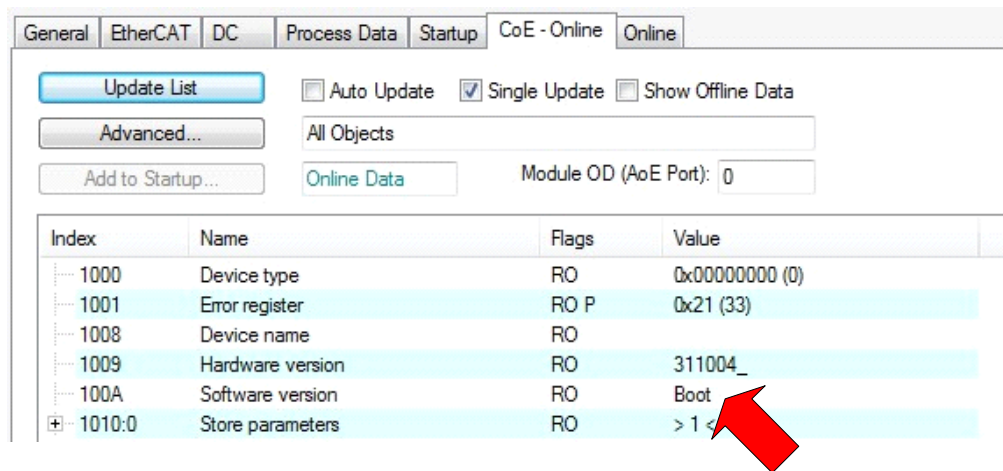 General EtherCAT DC Process Data Startup CoE - Online Online
Update List Auto Update Single Update Show Offline Data
Advanced... All Objects
Add to Startup... Online Data Module OD (AoE Port): 0
Index Name Flags Value
1000 Device type RO 0x00000000 (0)
1001 Error register RO P 0x21 (33)
1008 Device name RO
1009 Hardware version RO 311004_
100A Software version RO Boot
1010:0 Store parameters RO > 1 <